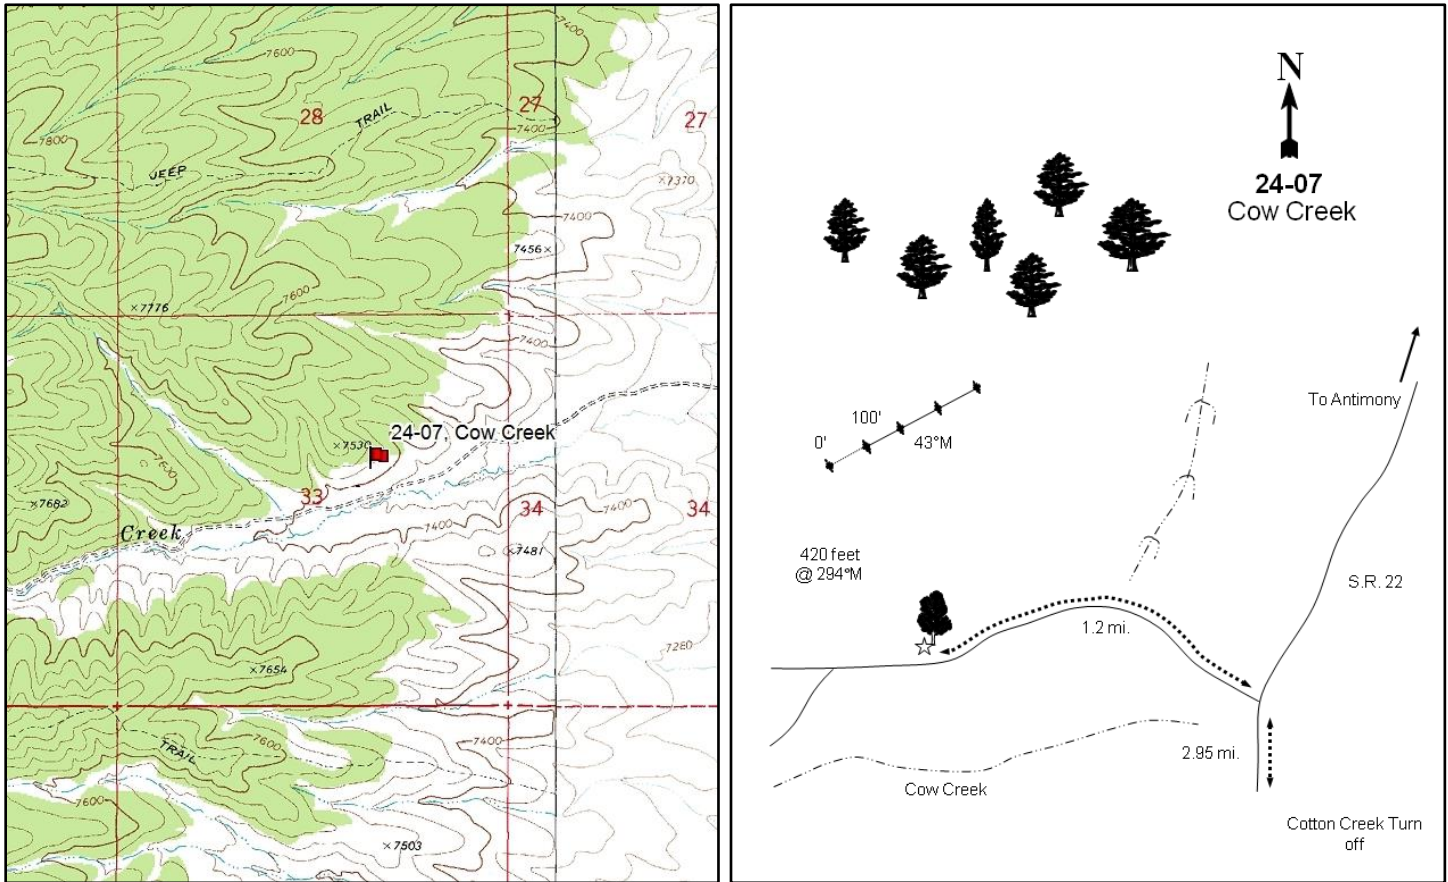 7400
7600
28
27
TRAIL
27
7400
7800
JEEP
×7370
7400
7456×
7600
×7776
7400
×7530
24-07, Cow Creek
7600
33
×7682
34
7400
34
Creek
7400
×7481
7280
×7654
7600
7400
TRAIL
7600
×7503
N
24-07
Cow Creek
To Antimony
100'
0'
43°M
420 feet
@ 294°M
S.R. 22
1.2 mi.
2.95 mi.
Cow Creek
Cotton Creek Turn
off